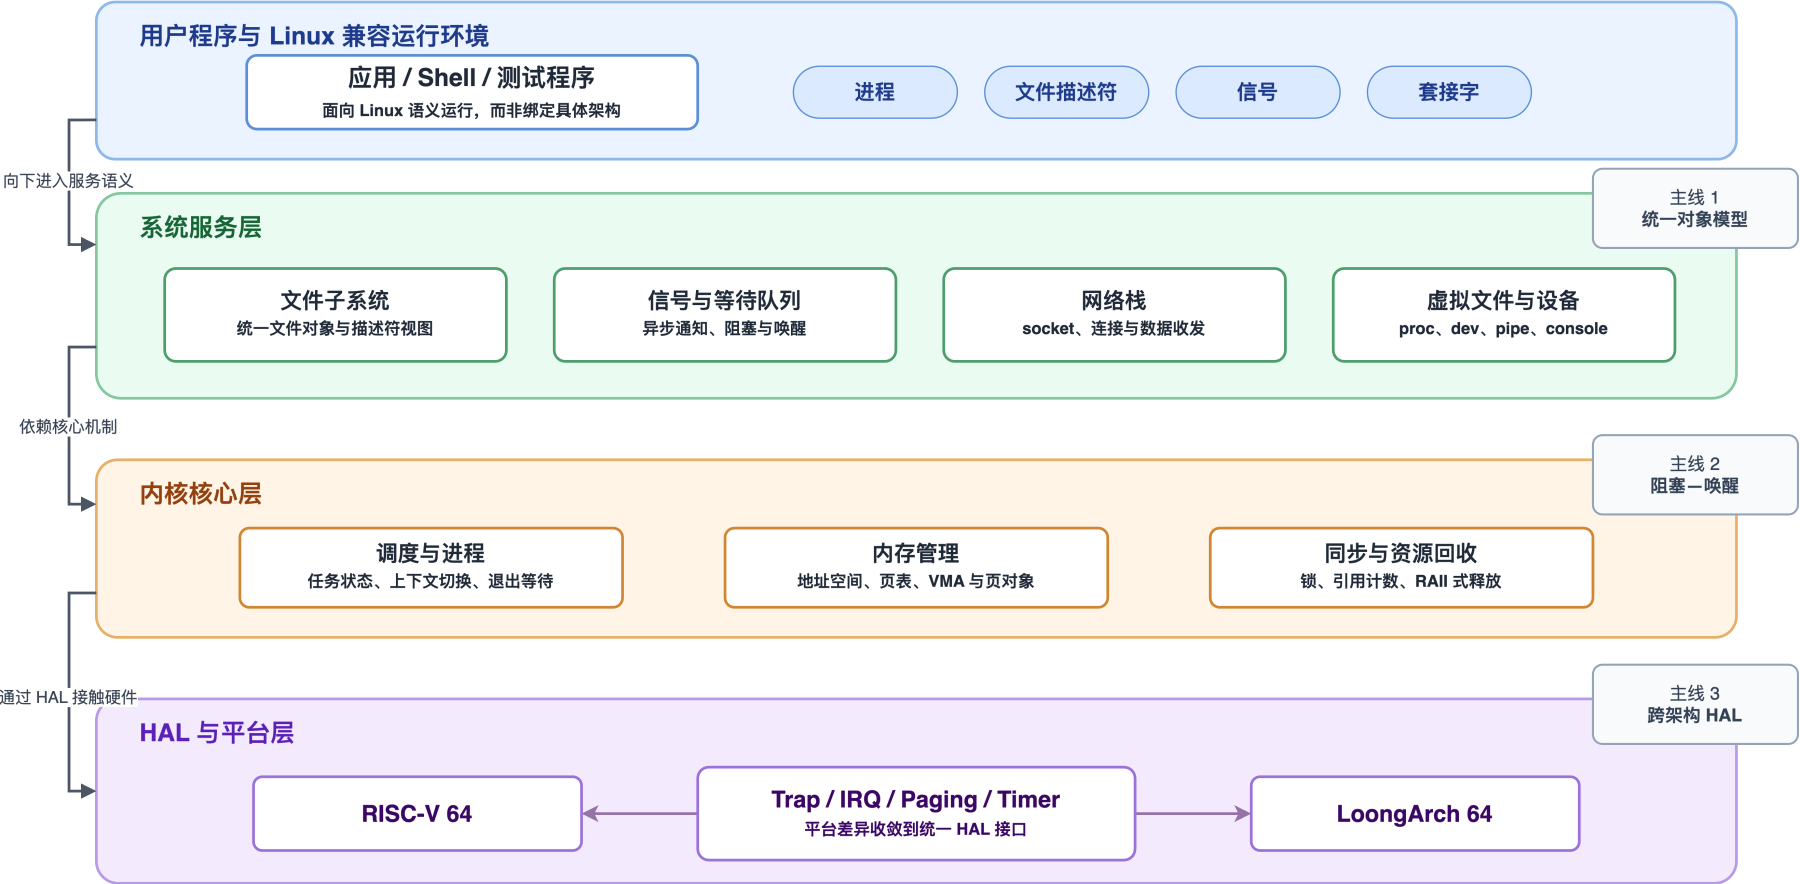 用户程序与 Linux 兼容运行环境
应用 / Shell / 测试程序
面向 Linux 语义运行，而非绑定具体架构
进程
文件描述符
信号
套接字
向下进入服务语义
主线 1
统一对象模型
系统服务层
文件子系统
统一文件对象与描述符视图
信号与等待队列
异步通知、阻塞与唤醒
网络栈
socket、连接与数据收发
虚拟文件与设备
proc、dev、pipe、console
依赖核心机制
主线 2
阻塞—唤醒
内核核心层
调度与进程
任务状态、上下文切换、退出等待
内存管理
地址空间、页表、VMA 与页对象
同步与资源回收
锁、引用计数、RAII 式释放
通过 HAL 接触硬件
主线 3
跨架构 HAL
HAL 与平台层
RISC-V 64
Trap / IRQ / Paging / Timer
平台差异收敛到统一 HAL 接口
LoongArch 64